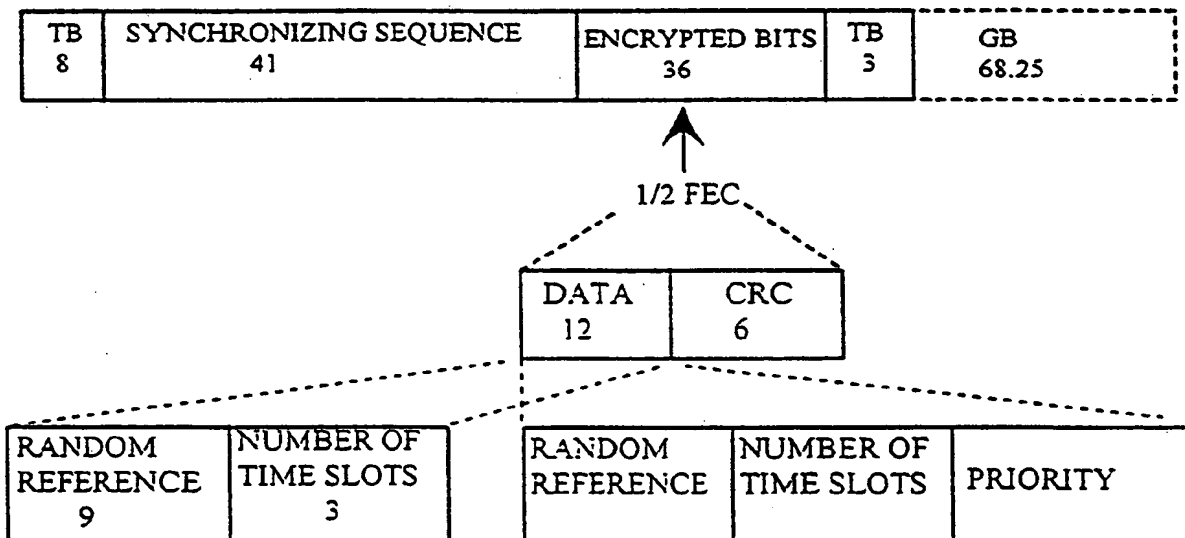 TB SYNCHRONIZING SEQUENCE ENCRYPTED BITS TB GB
8 41 36 3 68.25
1/2 FEC
DATA CRC
12 6
RANDOM REFERENCE 9
NUMBER OF TIME SLOTS 3
RANDOM REFERENCE
NUMBER OF TIME SLOTS
PRIORITY